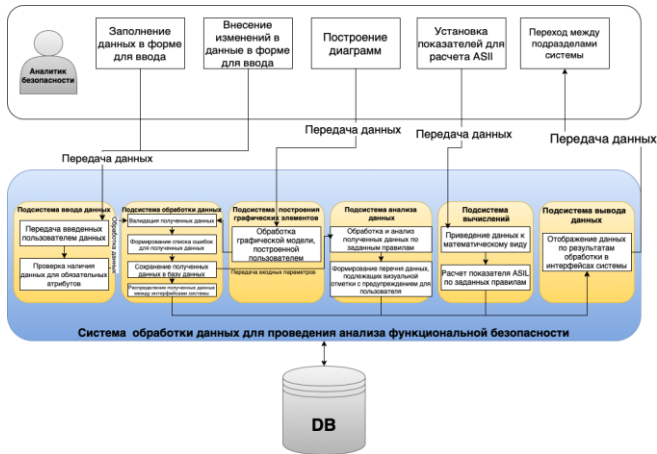 Аналитик
безопасности
Заполнение
данных в форме
для ввода
Внесение
изменений в
данные в форме
для ввода
Построение
диаграмм
Установка
показателей для
расчета ASII
Переход между
подразделами
системы
Передача данных
Передача данных
Передача данных
Передача данных
Подсистема ввода данных
Передача введенных
пользователем данных
Проверка наличия
данных для обязательных
атрибутов
Обработка
данных
Подсистема обработки данных
Валидация полученных данных
Формирование списка ошибок
для полученных данных
Сохранение полученных
данных в базу данных
Распределение полученных данных
между интерфейсами системы
Подсистема построения
графических элементов
Обработка
графической модели,
построенной
пользователем
Передача входных параметров
Подсистема анализа
данных
Обработка и анализ
полученных данных по
заданным правилам
Формирование перечня данных,
подлежащих визуальной
отметки с предупреждением для
пользователя
Подсистема
вычислений
Приведение данных к
математическому виду
Расчет показателя ASIL
по заданных правилам
Подсистема вывода
данных
Отображение данных
по результатам
обработки в
интерфейсах системы
Система обработки данных для проведения анализа функциональной безопасности
DB